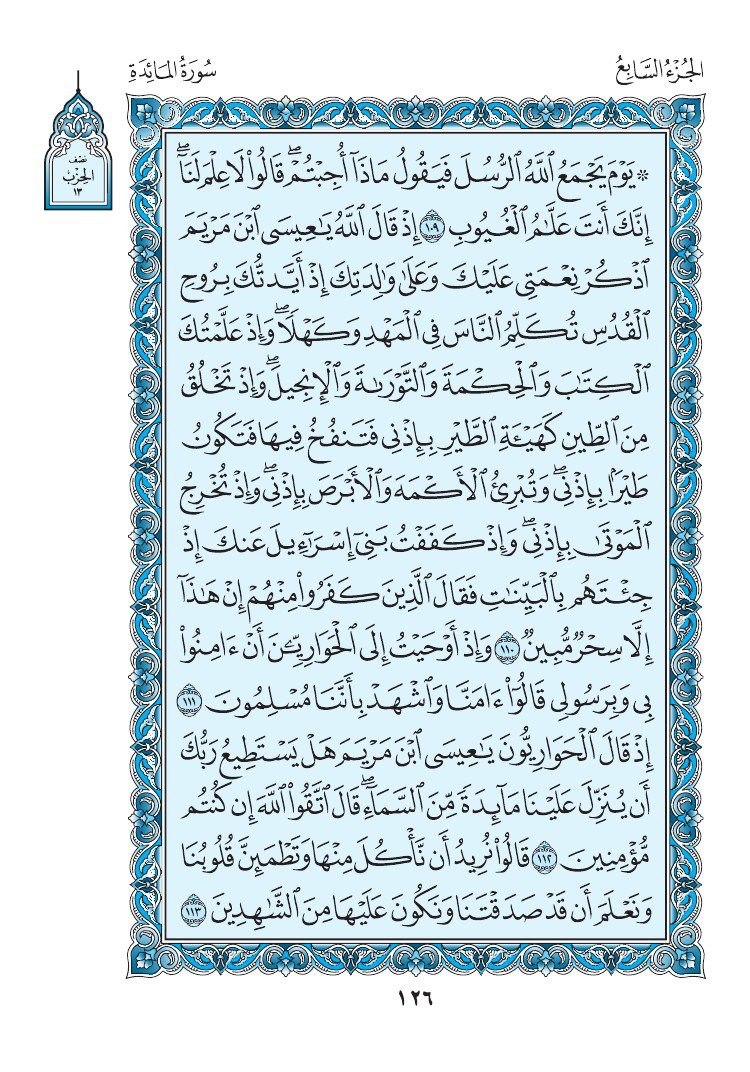 الجُزْءُ السَّابِعُ
سُورَةُ المَائِدَةِ
نصف
الحِزْب
١٣
۞ يَوْمَ يَجْمَعُ ٱللَّهُ ٱلرُّسُلَ فَيَقُولُ مَاذَآ أُجِبْتُمْۖ قَالُوا۟ لَا عِلْمَ لَنَآۖ
إِنَّكَ أَنتَ عَلَّٰمُ ٱلْغُيُوبِ ١٠٩ إِذْ قَالَ ٱللَّهُ يَٰعِيسَى ٱبْنَ مَرْيَمَ
ٱذْكُرْ نِعْمَتِى عَلَيْكَ وَعَلَىٰ وَٰلِدَتِكَ إِذْ أَيَّدتُّكَ بِرُوحِ
ٱلْقُدُسِ تُكَلِّمُ ٱلنَّاسَ فِى ٱلْمَهْدِ وَكَهْلًاۖ وَإِذْ عَلَّمْتُكَ
ٱلْكِتَٰبَ وَٱلْحِكْمَةَ وَٱلتَّوْرَىٰةَ وَٱلْإِنجِيلَۖ وَإِذْ تَخْلُقُ
مِنَ ٱلطِّينِ كَهَيْـَٔةِ ٱلطَّيْرِ بِإِذْنِى فَتَنفُخُ فِيهَا فَتَكُونُ
طَيْرًۢا بِإِذْنِىۖ وَتُبْرِئُ ٱلْأَكْمَهَ وَٱلْأَبْرَصَ بِإِذْنِىۖ وَإِذْ تُخْرِجُ
ٱلْمَوْتَىٰ بِإِذْنِىۖ وَإِذْ كَفَفْتُ بَنِىٓ إِسْرَٰٓءِيلَ عَنكَ إِذْ
جِئْتَهُم بِٱلْبَيِّنَٰتِ فَقَالَ ٱلَّذِينَ كَفَرُوا۟ مِنْهُمْ إِنْ هَٰذَآ
إِلَّا سِحْرٌ مُّبِينٌ ١١٠ وَإِذْ أَوْحَيْتُ إِلَى ٱلْحَوَارِيِّـۧنَ أَنْ ءَامِنُوا۟
بِى وَبِرَسُولِى قَالُوٓا۟ ءَامَنَّا وَٱشْهَدْ بِأَنَّنَا مُسْلِمُونَ ١١١
إِذْ قَالَ ٱلْحَوَارِيُّونَ يَٰعِيسَى ٱبْنَ مَرْيَمَ هَلْ يَسْتَطِيعُ رَبُّكَ
أَن يُنَزِّلَ عَلَيْنَا مَآئِدَةً مِّنَ ٱلسَّمَآءِۖ قَالَ ٱتَّقُوا۟ ٱللَّهَ إِن كُنتُم
مُّؤْمِنِينَ ١١٢ قَالُوا۟ نُرِيدُ أَن نَّأْكُلَ مِنْهَا وَتَطْمَئِنَّ قُلُوبُنَا
وَنَعْلَمَ أَن قَدْ صَدَقْتَنَا وَنَكُونَ عَلَيْهَا مِنَ ٱلشَّٰهِدِينَ ١١٣
١٢٦